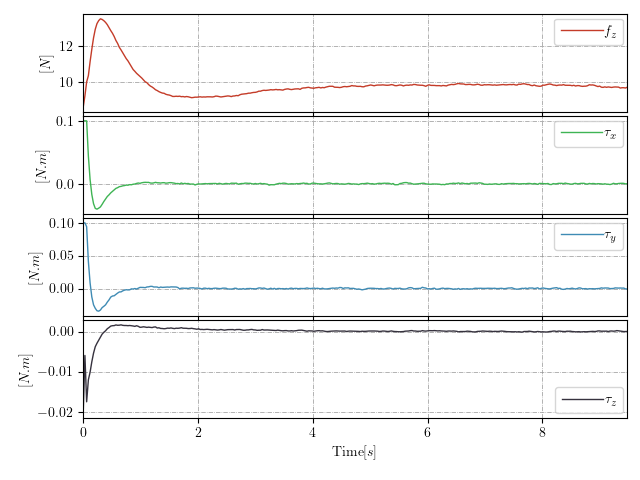 12
10
[N]
f_z
0.1
0.0
[N.m]
τ_x
0.10
0.05
0.00
[N.m]
τ_y
0.00
−0.01
−0.02
[N.m]
τ_z
0 2 4 6 8
Time[s]